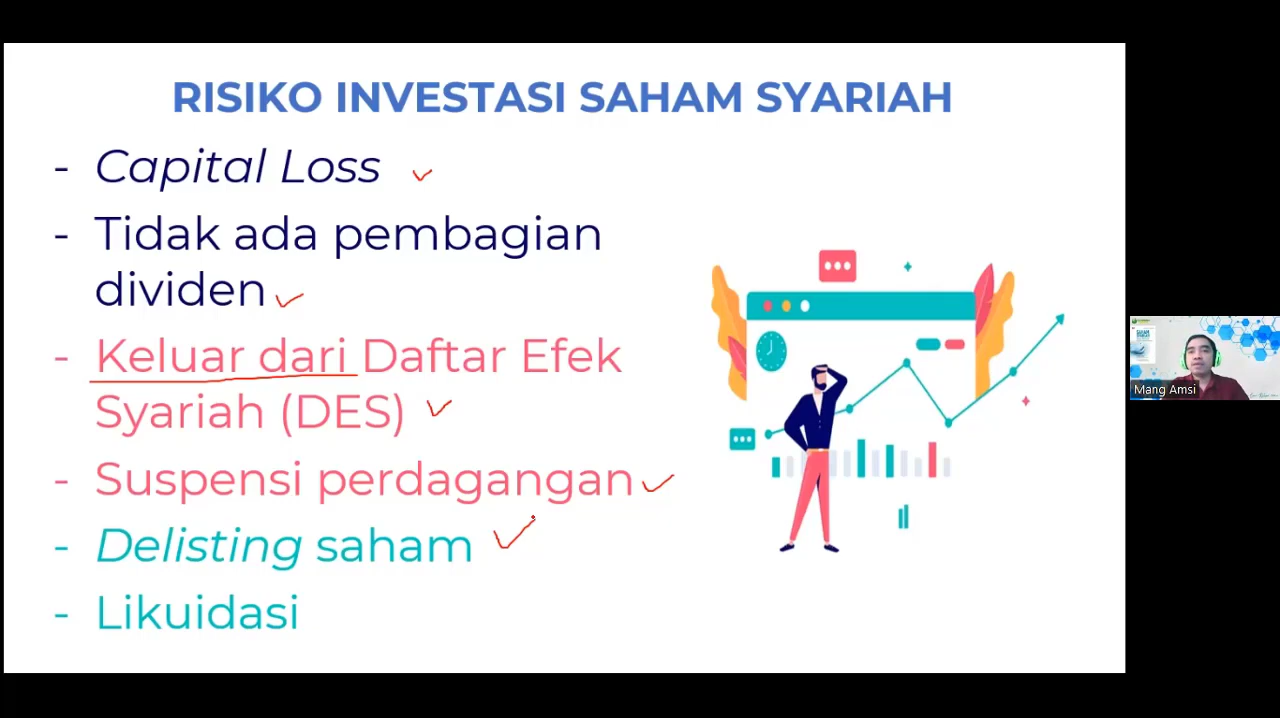 RISIKO INVESTASI SAHAM SYARIAH
- Capital Loss
- Tidak ada pembagian
dividen
- Keluar dari Daftar Efek
Syariah (DES)
- Suspensi perdagangan
- Delisting saham
- Likuidasi
Mang Amsi